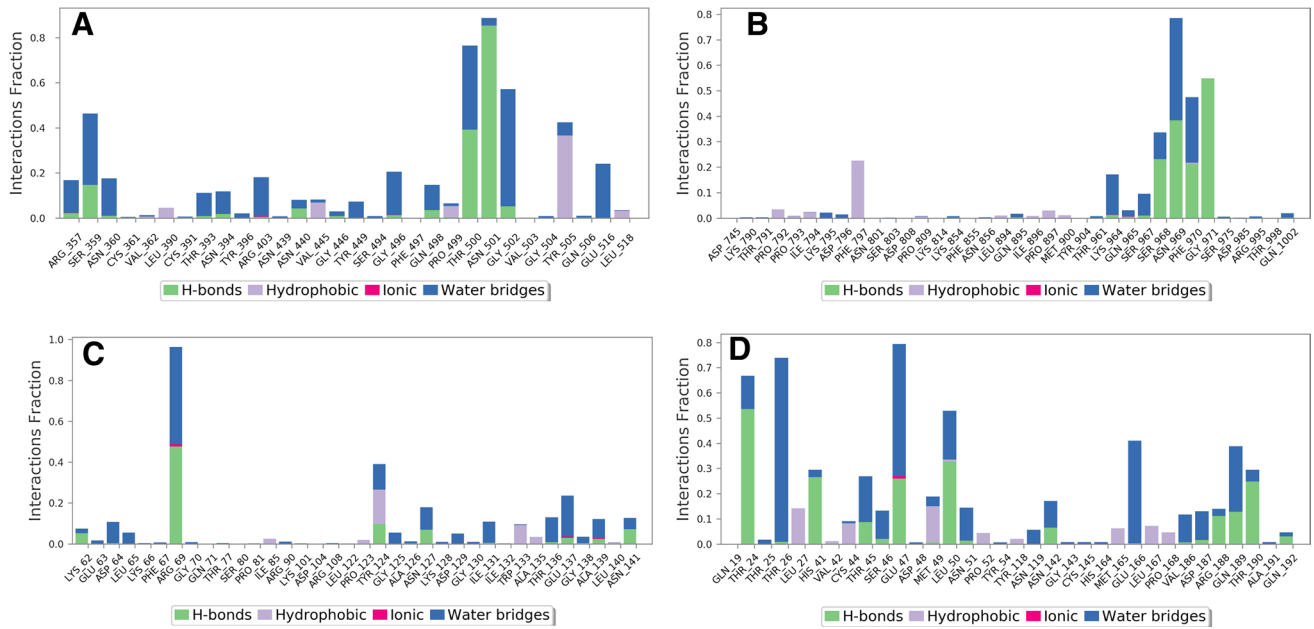 A
Interactions Fraction
0.8
0.6
0.4
0.2
0.0
ARG_357 SER_359 ASN_360 CYS_361 VAL_362 LEU_390 CYS_391 THR_393 ASN_394 TYR_396 ARG_403 ASN_439 ASN_440 VAL_445 GLY_446 TYR_449 SER_494 GLY_496 PHE_497 GLN_498 PRO_499 THR_500 ASN_501 GLY_502 VAL_503 GLY_504 TYR_505 GLN_506 GLU_516 LEU_518
H-bonds Hydrophobic Ionic Water bridges
B
Interactions Fraction
0.8
0.7
0.6
0.5
0.4
0.3
0.2
0.1
0.0
ASP_745 LYS_790 THR_791 PRO_792 PRO_793 ILE_794 LYS_795 ASP_796 PHE_797 ASN_801 SER_803 ASP_808 PRO_809 LYS_814 LYS_854 PHE_855 ASN_856 LEU_894 GLN_895 ILE_896 PRO_897 MET_900 TYR_904 THR_961 LYS_964 GLN_965 SER_967 SER_968 ASN_969 PHE_970 GLY_971 SER_975 ASP_985 ARG_995 THR_998 GLN_1002
H-bonds Hydrophobic Ionic Water bridges
C
Interactions Fraction
1.0
0.8
0.6
0.4
0.2
0.0
LYS_62 GLU_63 ASP_64 LEU_65 LYS_66 PHE_67 ARG_69 GLY_70 GLN_71 THR_77 SER_80 PRO_81 ILE_85 ARG_90 LYS_101 ASP_104 ARG_108 LEU_122 PRO_123 TYR_124 GLY_125 ALA_126 ASN_127 LYS_128 ASP_129 GLY_130 ILE_131 ILE_132 TRP_133 ALA_135 THR_136 GLU_137 GLY_138 ALA_139 LEU_140 ASN_141
H-bonds Hydrophobic Ionic Water bridges
D
Interactions Fraction
0.8
0.7
0.6
0.5
0.4
0.3
0.2
0.1
0.0
GLN_19 THR_24 THR_25 THR_26 LEU_27 HIS_41 VAL_42 CYS_44 THR_45 SER_46 GLU_47 ASP_48 MET_49 LEU_50 ASN_51 PRO_52 TYR_54 TYR_118 ASN_119 ASN_142 GLY_143 CYS_145 HIS_164 MET_165 GLU_166 LEU_167 PRO_168 VAL_186 ASP_187 ARG_188 GLN_189 THR_190 ALA_191 GLN_192
H-bonds Hydrophobic Ionic Water bridges